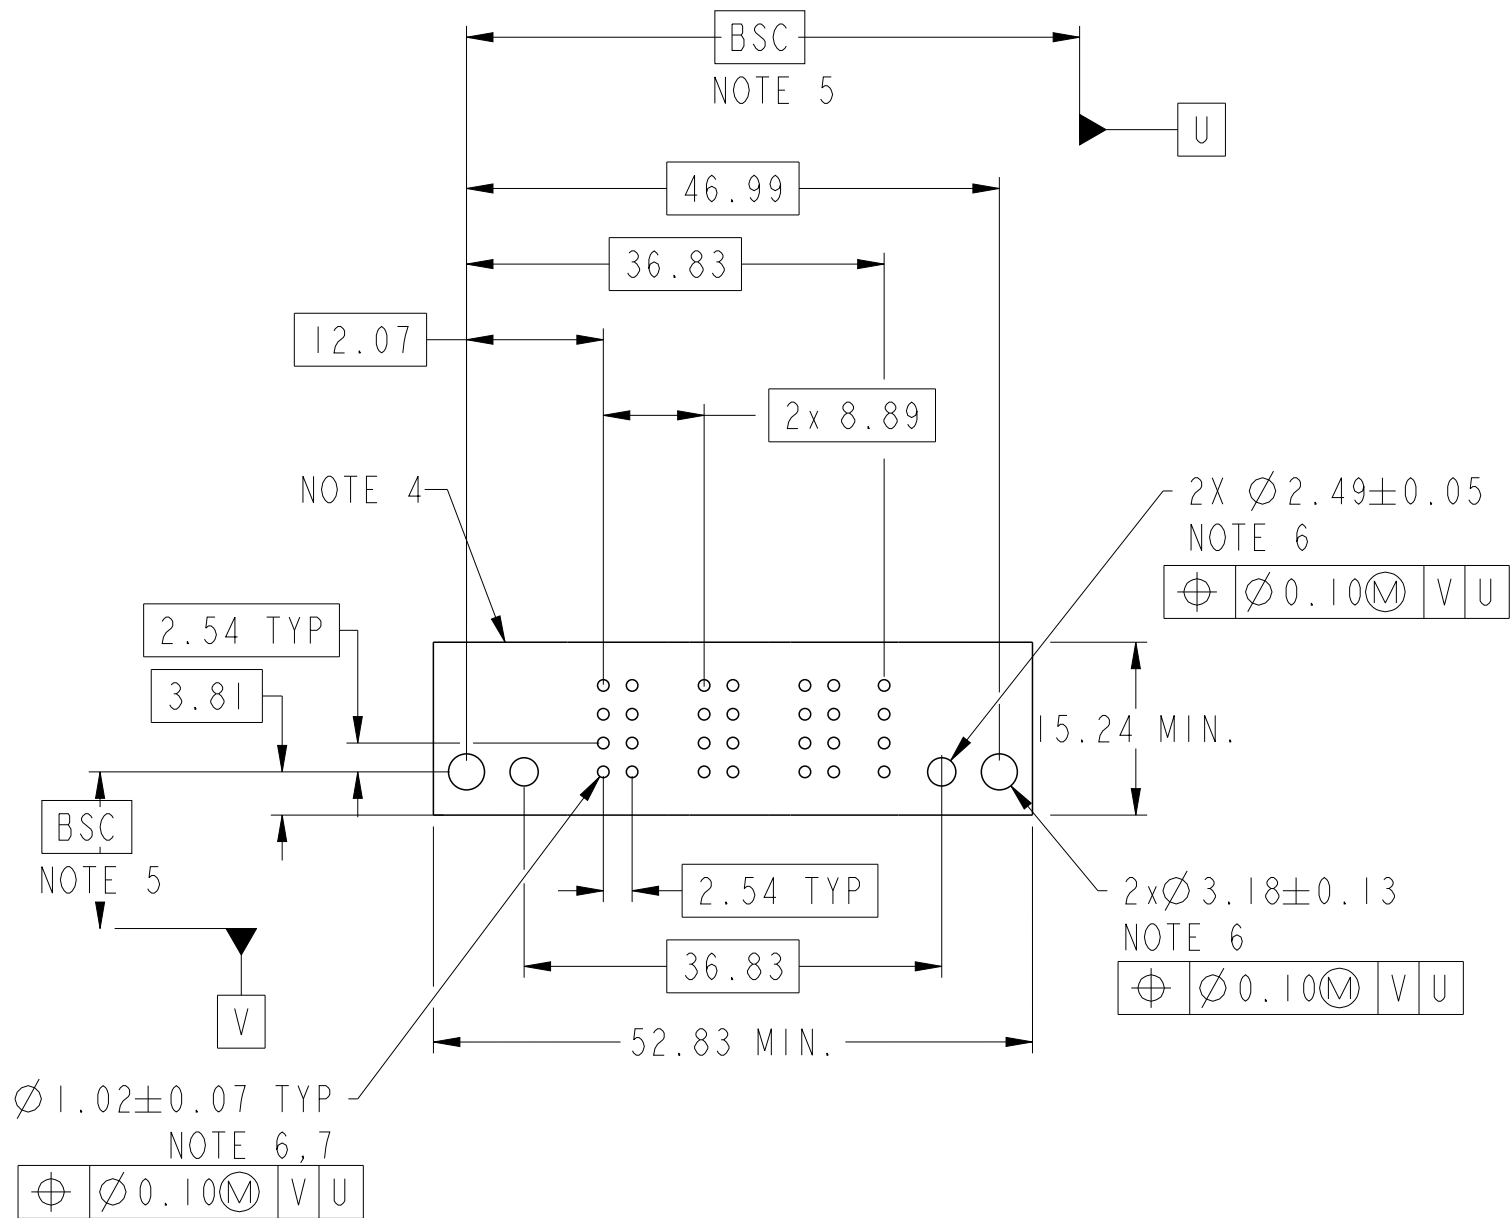 BSC
NOTE 5
U
46.99
36.83
12.07
2x 8.89
NOTE 4
2X ⌀2.49±0.05
NOTE 6
⌖ ⌀0.10Ⓜ V U
2.54 TYP
3.81
15.24 MIN.
BSC
NOTE 5
2.54 TYP
2x⌀3.18±0.13
NOTE 6
⌖ ⌀0.10Ⓜ V U
36.83
V
52.83 MIN.
⌀1.02±0.07 TYP
NOTE 6,7
⌖ ⌀0.10Ⓜ V U